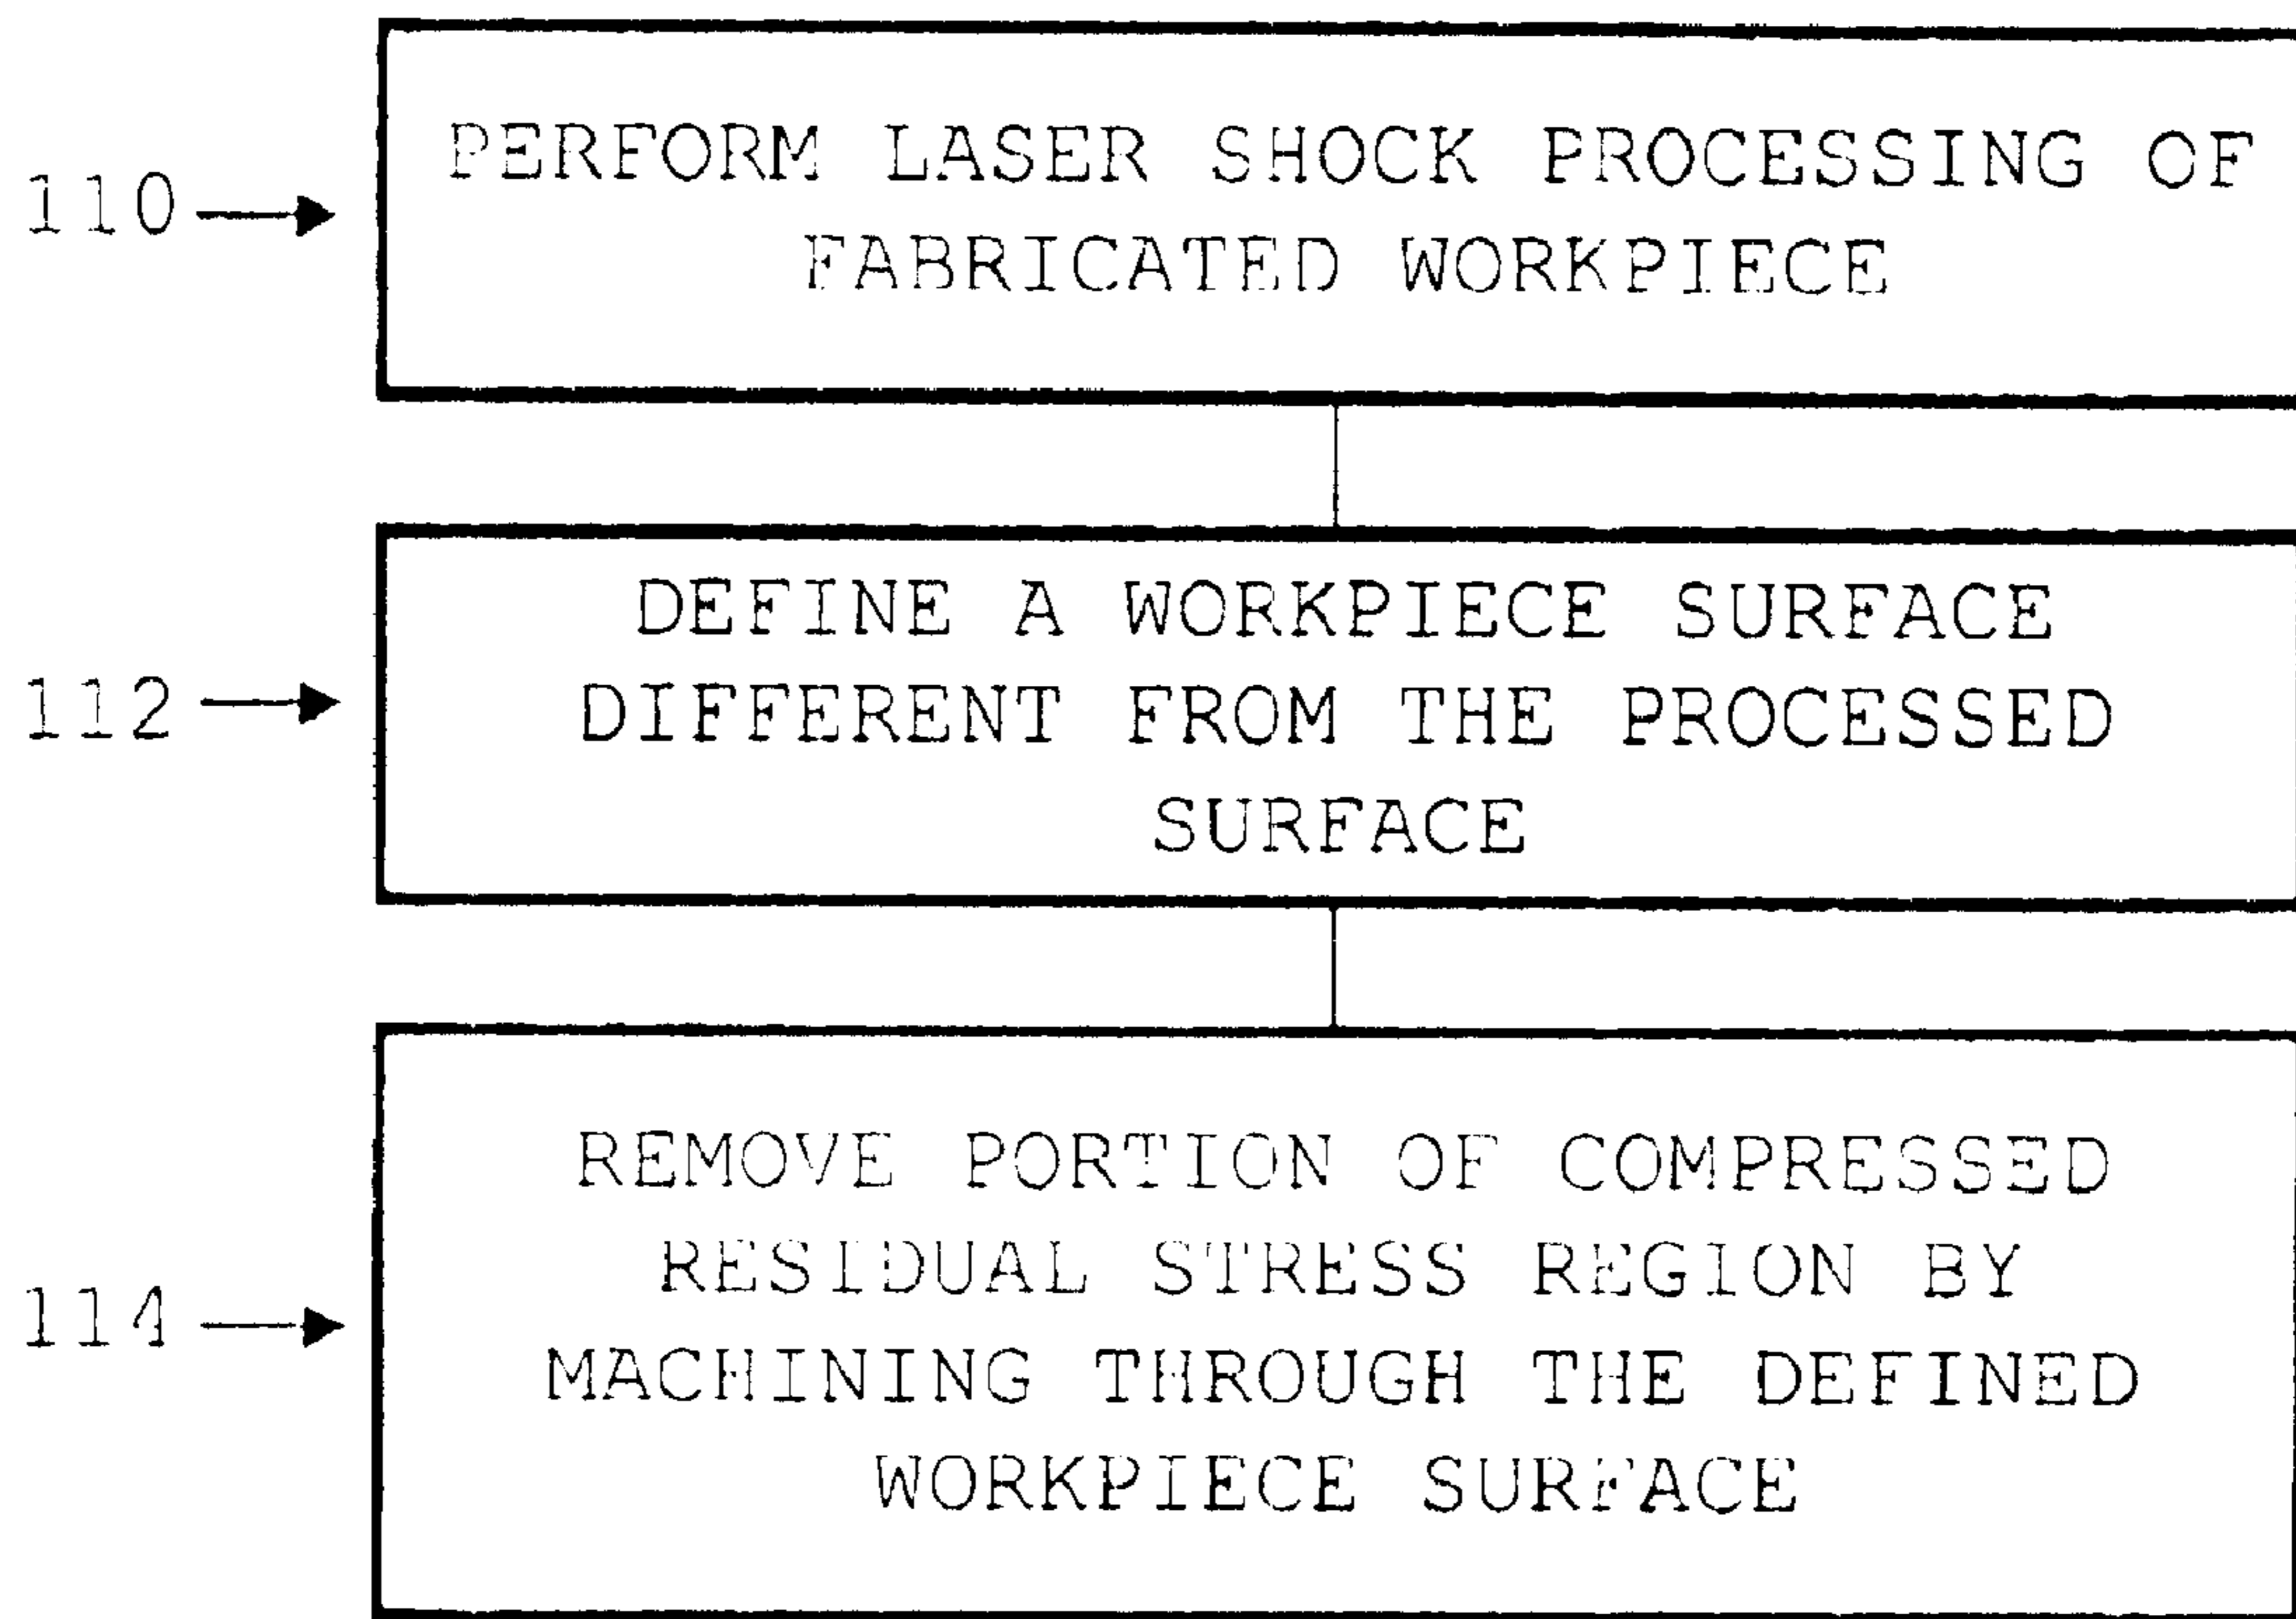 110
PERFORM LASER SHOCK PROCESSING OF
FABRICATED WORKPIECE
112
DEFINE A WORKPIECE SURFACE
DIFFERENT FROM THE PROCESSED
SURFACE
114
REMOVE PORTION OF COMPRESSED
RESIDUAL STRESS REGION BY
MACHINING THROUGH THE DEFINED
WORKPIECE SURFACE